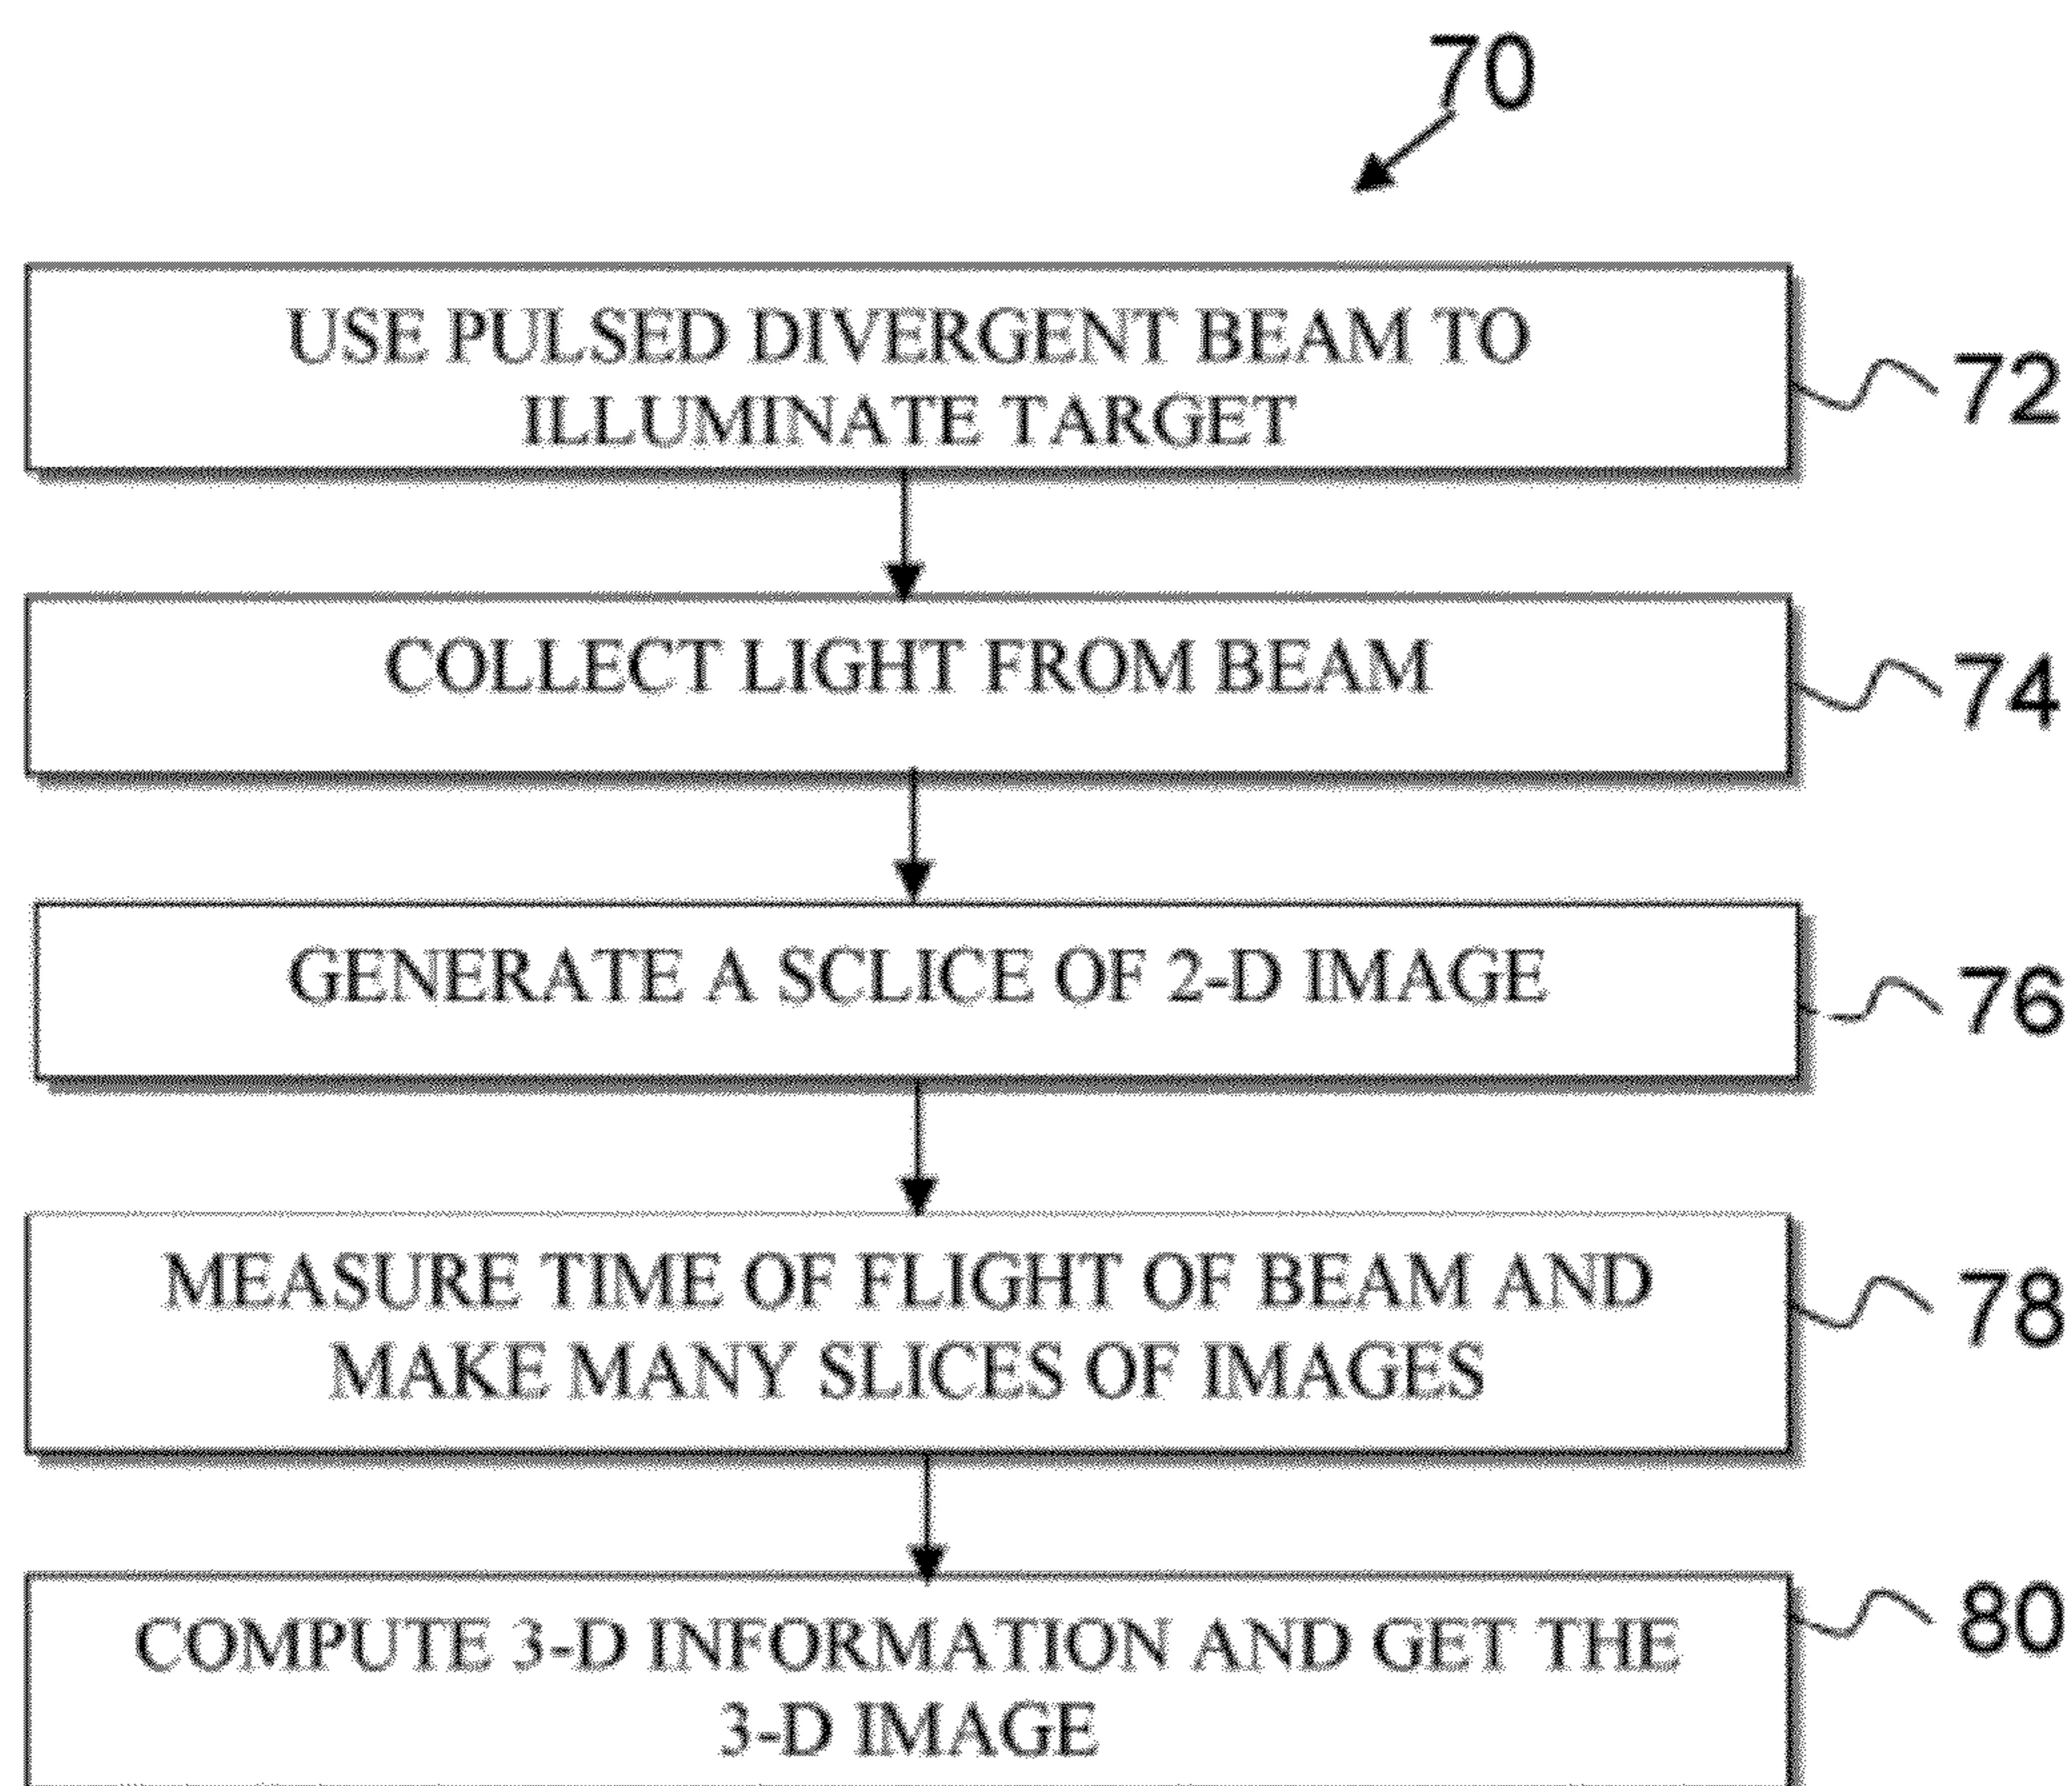 70
USE PULSED DIVERGENT BEAM TO
ILLUMINATE TARGET
72
COLLECT LIGHT FROM BEAM
74
GENERATE A SCLICE OF 2-D IMAGE
76
MEASURE TIME OF FLIGHT OF BEAM AND
MAKE MANY SLICES OF IMAGES
78
COMPUTE 3-D INFORMATION AND GET THE
3-D IMAGE
80